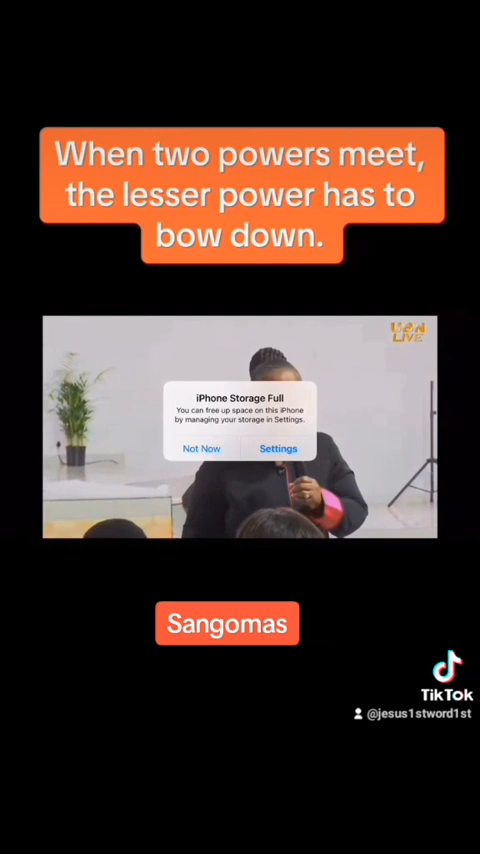 When two powers meet,
the lesser power has to
bow down.
LIVE
iPhone Storage Full
You can free up space on this iPhone
by managing your storage in Settings.
Not Now
Settings
Sangomas
TikTok
@jesus1stword1st